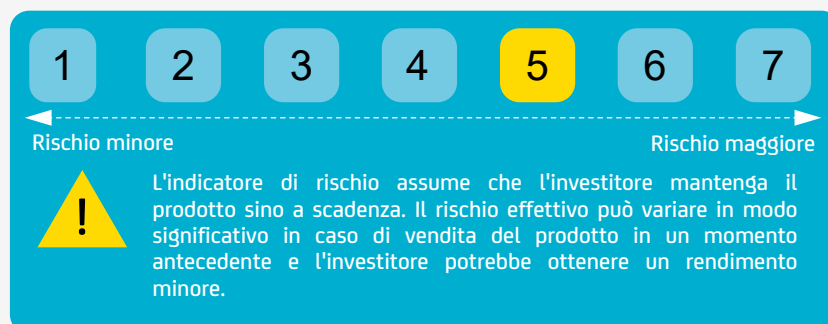 1 2 3 4 5 6 7
Rischio minore Rischio maggiore
!
L'indicatore di rischio assume che l'investitore mantenga il
prodotto sino a scadenza. Il rischio effettivo può variare in modo
significativo in caso di vendita del prodotto in un momento
antecedente e l'investitore potrebbe ottenere un rendimento
minore.